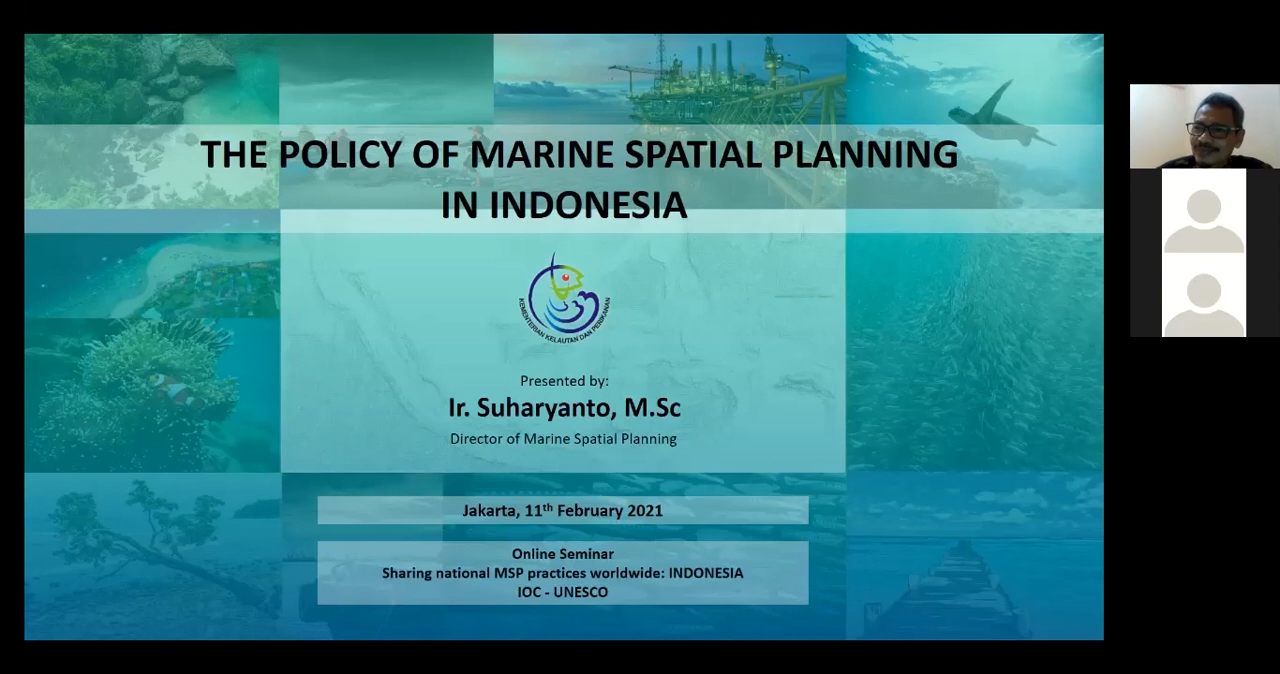 THE POLICY OF MARINE SPATIAL PLANNING
IN INDONESIA
KEMENTERIAN KELAUTAN DAN PERIKANAN
Presented by:
Ir. Suharyanto, M.Sc
Director of Marine Spatial Planning
Jakarta, 11th February 2021
Online Seminar
Sharing national MSP practices worldwide: INDONESIA
IOC - UNESCO